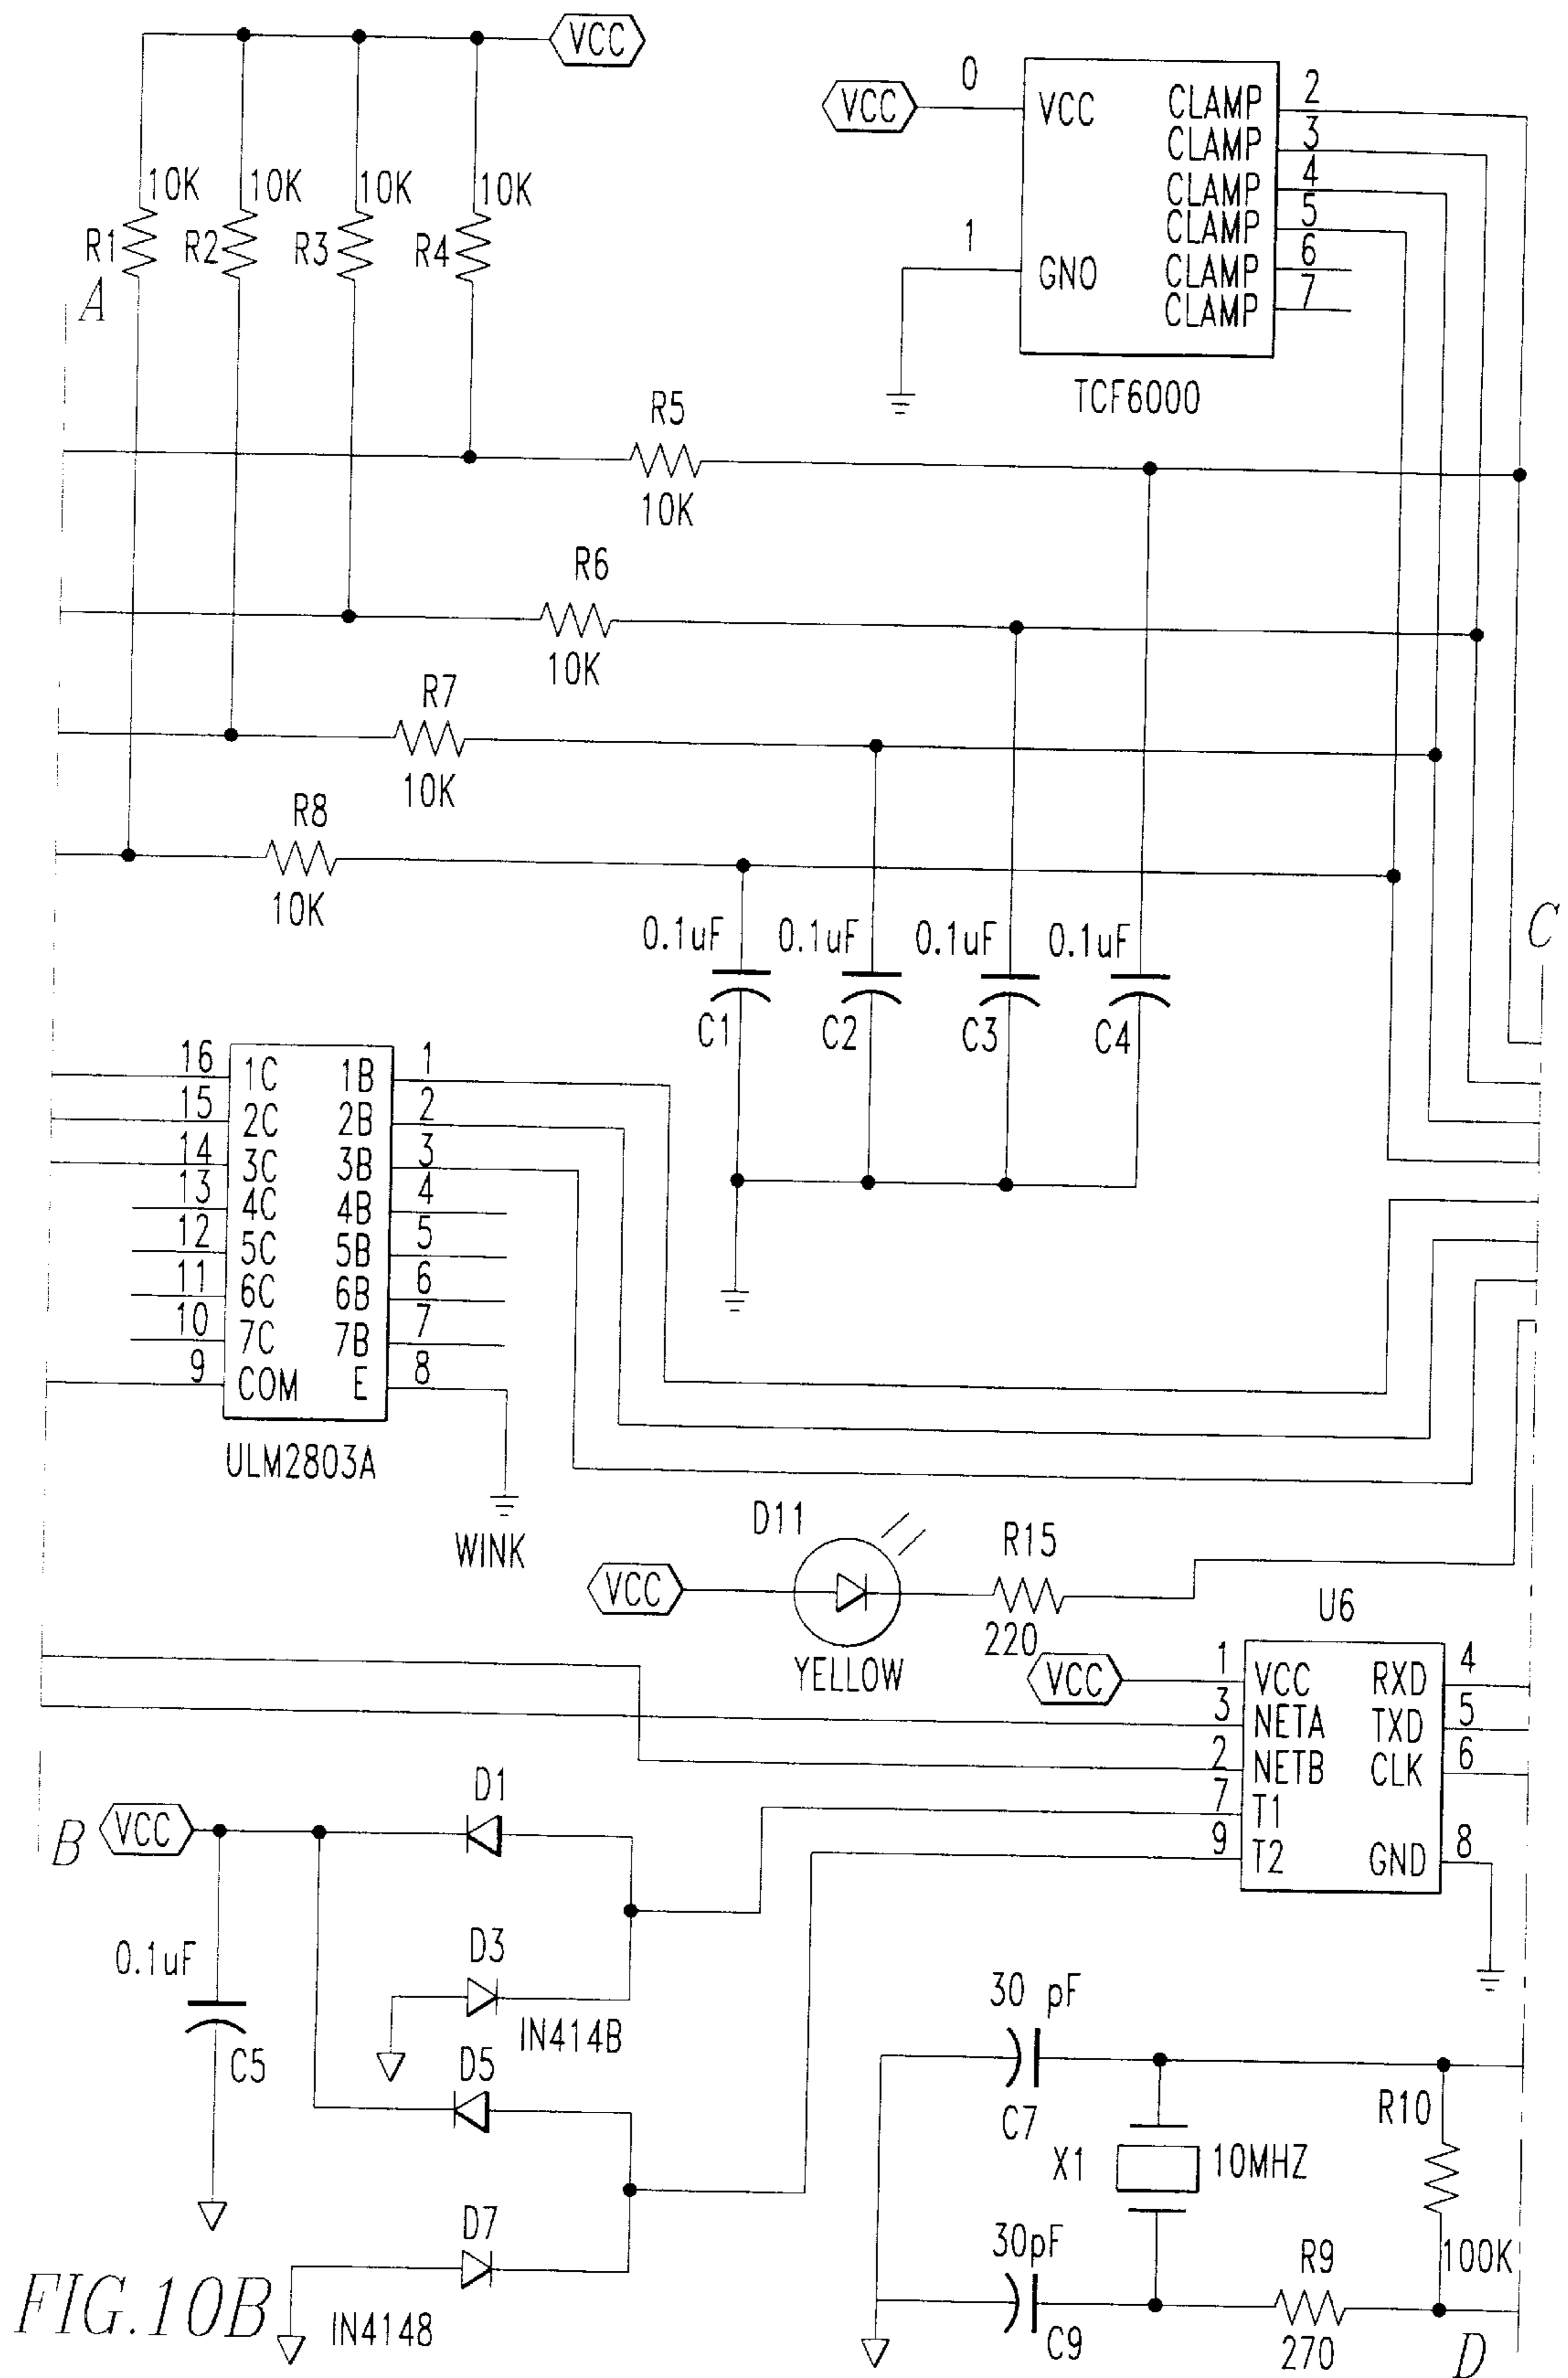 VCC
10K 10K 10K 10K
R1 R2 R3 R4
A
0
VCC
VCC
1
GNO
CLAMP 2
CLAMP 3
CLAMP 4
CLAMP 5
CLAMP 6
CLAMP 7
TCF6000
R5
10K
R6
10K
R7
10K
R8
10K
0.1uF 0.1uF 0.1uF 0.1uF
C1 C2 C3 C4
C
16 1C 1B 1
15 2C 2B 2
14 3C 3B 3
13 4C 4B 4
12 5C 5B 5
11 6C 6B 6
10 7C 7B 7
9 COM E 8
ULM2803A
WINK
D11
VCC
YELLOW
R15
220
U6
VCC
1 VCC RXD 4
3 NETA TXD 5
2 NETB CLK 6
7 T1
9 T2 GND 8
B
VCC
D1
0.1uF
C5
D3
IN414B
D5
D7
IN4148
30 pF
C7
X1 10MHZ
R10
100K
30pF
C9
R9
270
D
FIG.10B